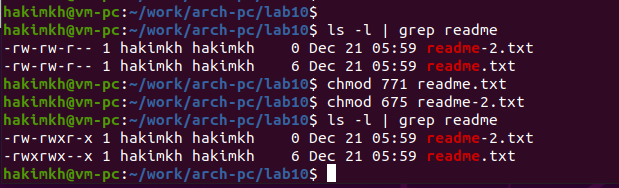 hakimkh@vm-pc:~/work/arch-pc/lab10$
hakimkh@vm-pc:~/work/arch-pc/lab10$ ls -l | grep readme
-rw-rw-r-- 1 hakimkh hakimkh    0 Dec 21 05:59 readme-2.txt
-rw-rw-r-- 1 hakimkh hakimkh    6 Dec 21 05:59 readme.txt
hakimkh@vm-pc:~/work/arch-pc/lab10$ chmod 771 readme.txt
hakimkh@vm-pc:~/work/arch-pc/lab10$ chmod 675 readme-2.txt
hakimkh@vm-pc:~/work/arch-pc/lab10$ ls -l | grep readme
-rw-rwxr-x 1 hakimkh hakimkh    0 Dec 21 05:59 readme-2.txt
-rwxrwx--x 1 hakimkh hakimkh    6 Dec 21 05:59 readme.txt
hakimkh@vm-pc:~/work/arch-pc/lab10$